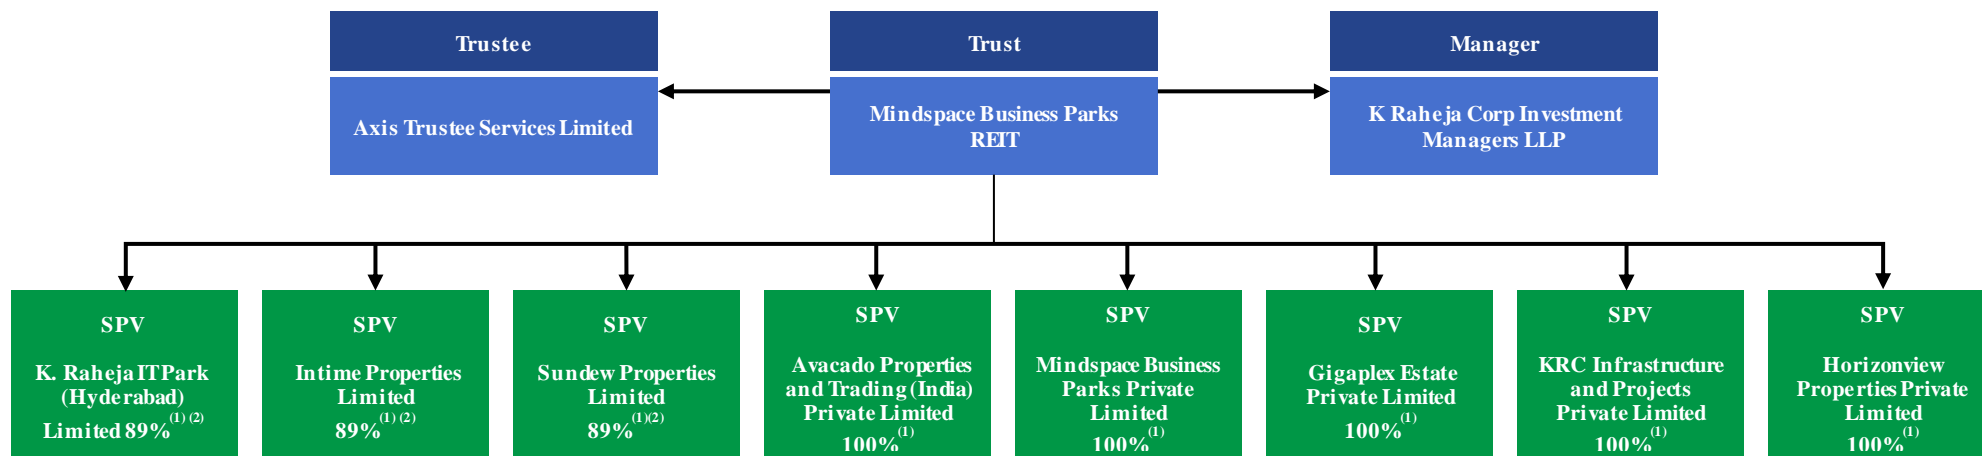 Trustee
Trust
Manager
Axis Trustee Services Limited
Mindspace Business Parks
REIT
K Raheja Corp Investment
Managers LLP
SPV
K. Raheja IT Park
(Hyderabad)
Limited 89%(1) (2)
SPV
Intime Properties
Limited
89%(1) (2)
SPV
Sundew Properties
Limited
89%(1)(2)
SPV
Avacado Properties
and Trading (India)
Private Limited
100%(1)
SPV
Mindspace Business
Parks Private
Limited
100%(1)
SPV
Gigaplex Estate
Private Limited
100%(1)
SPV
KRC Infrastructure
and Projects
Private Limited
100%(1)
SPV
Horizonview
Properties Private
Limited
100%(1)